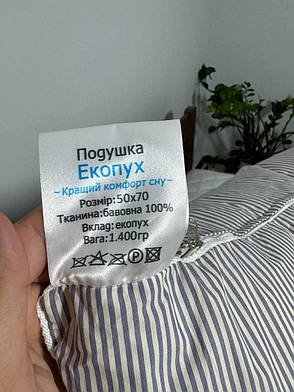 Подушка
Екопух
~Кращий комфорт сну~
Розмір:50х70
Тканина:бавовна 100%
Вклад:екопух
Вага:1.400гр